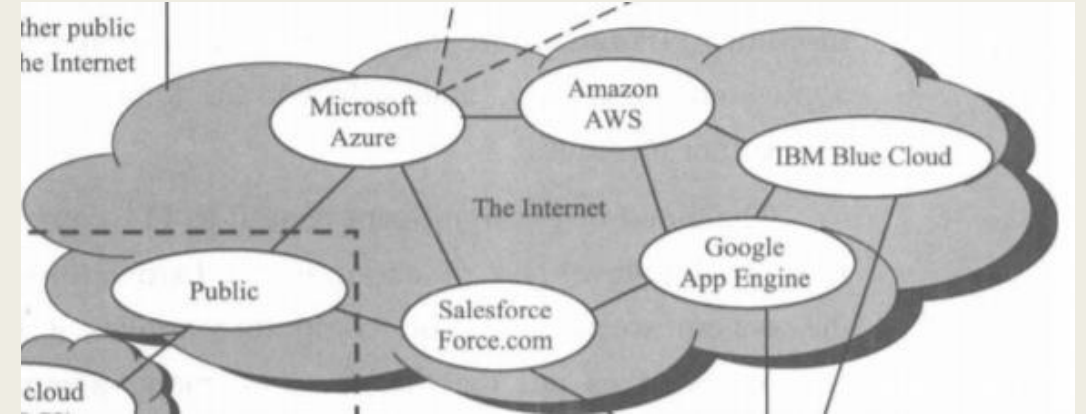 ther public
he Internet
Microsoft
Azure
Amazon
AWS
IBM Blue Cloud
The Internet
Google
App Engine
Public
Salesforce
Force.com
cloud